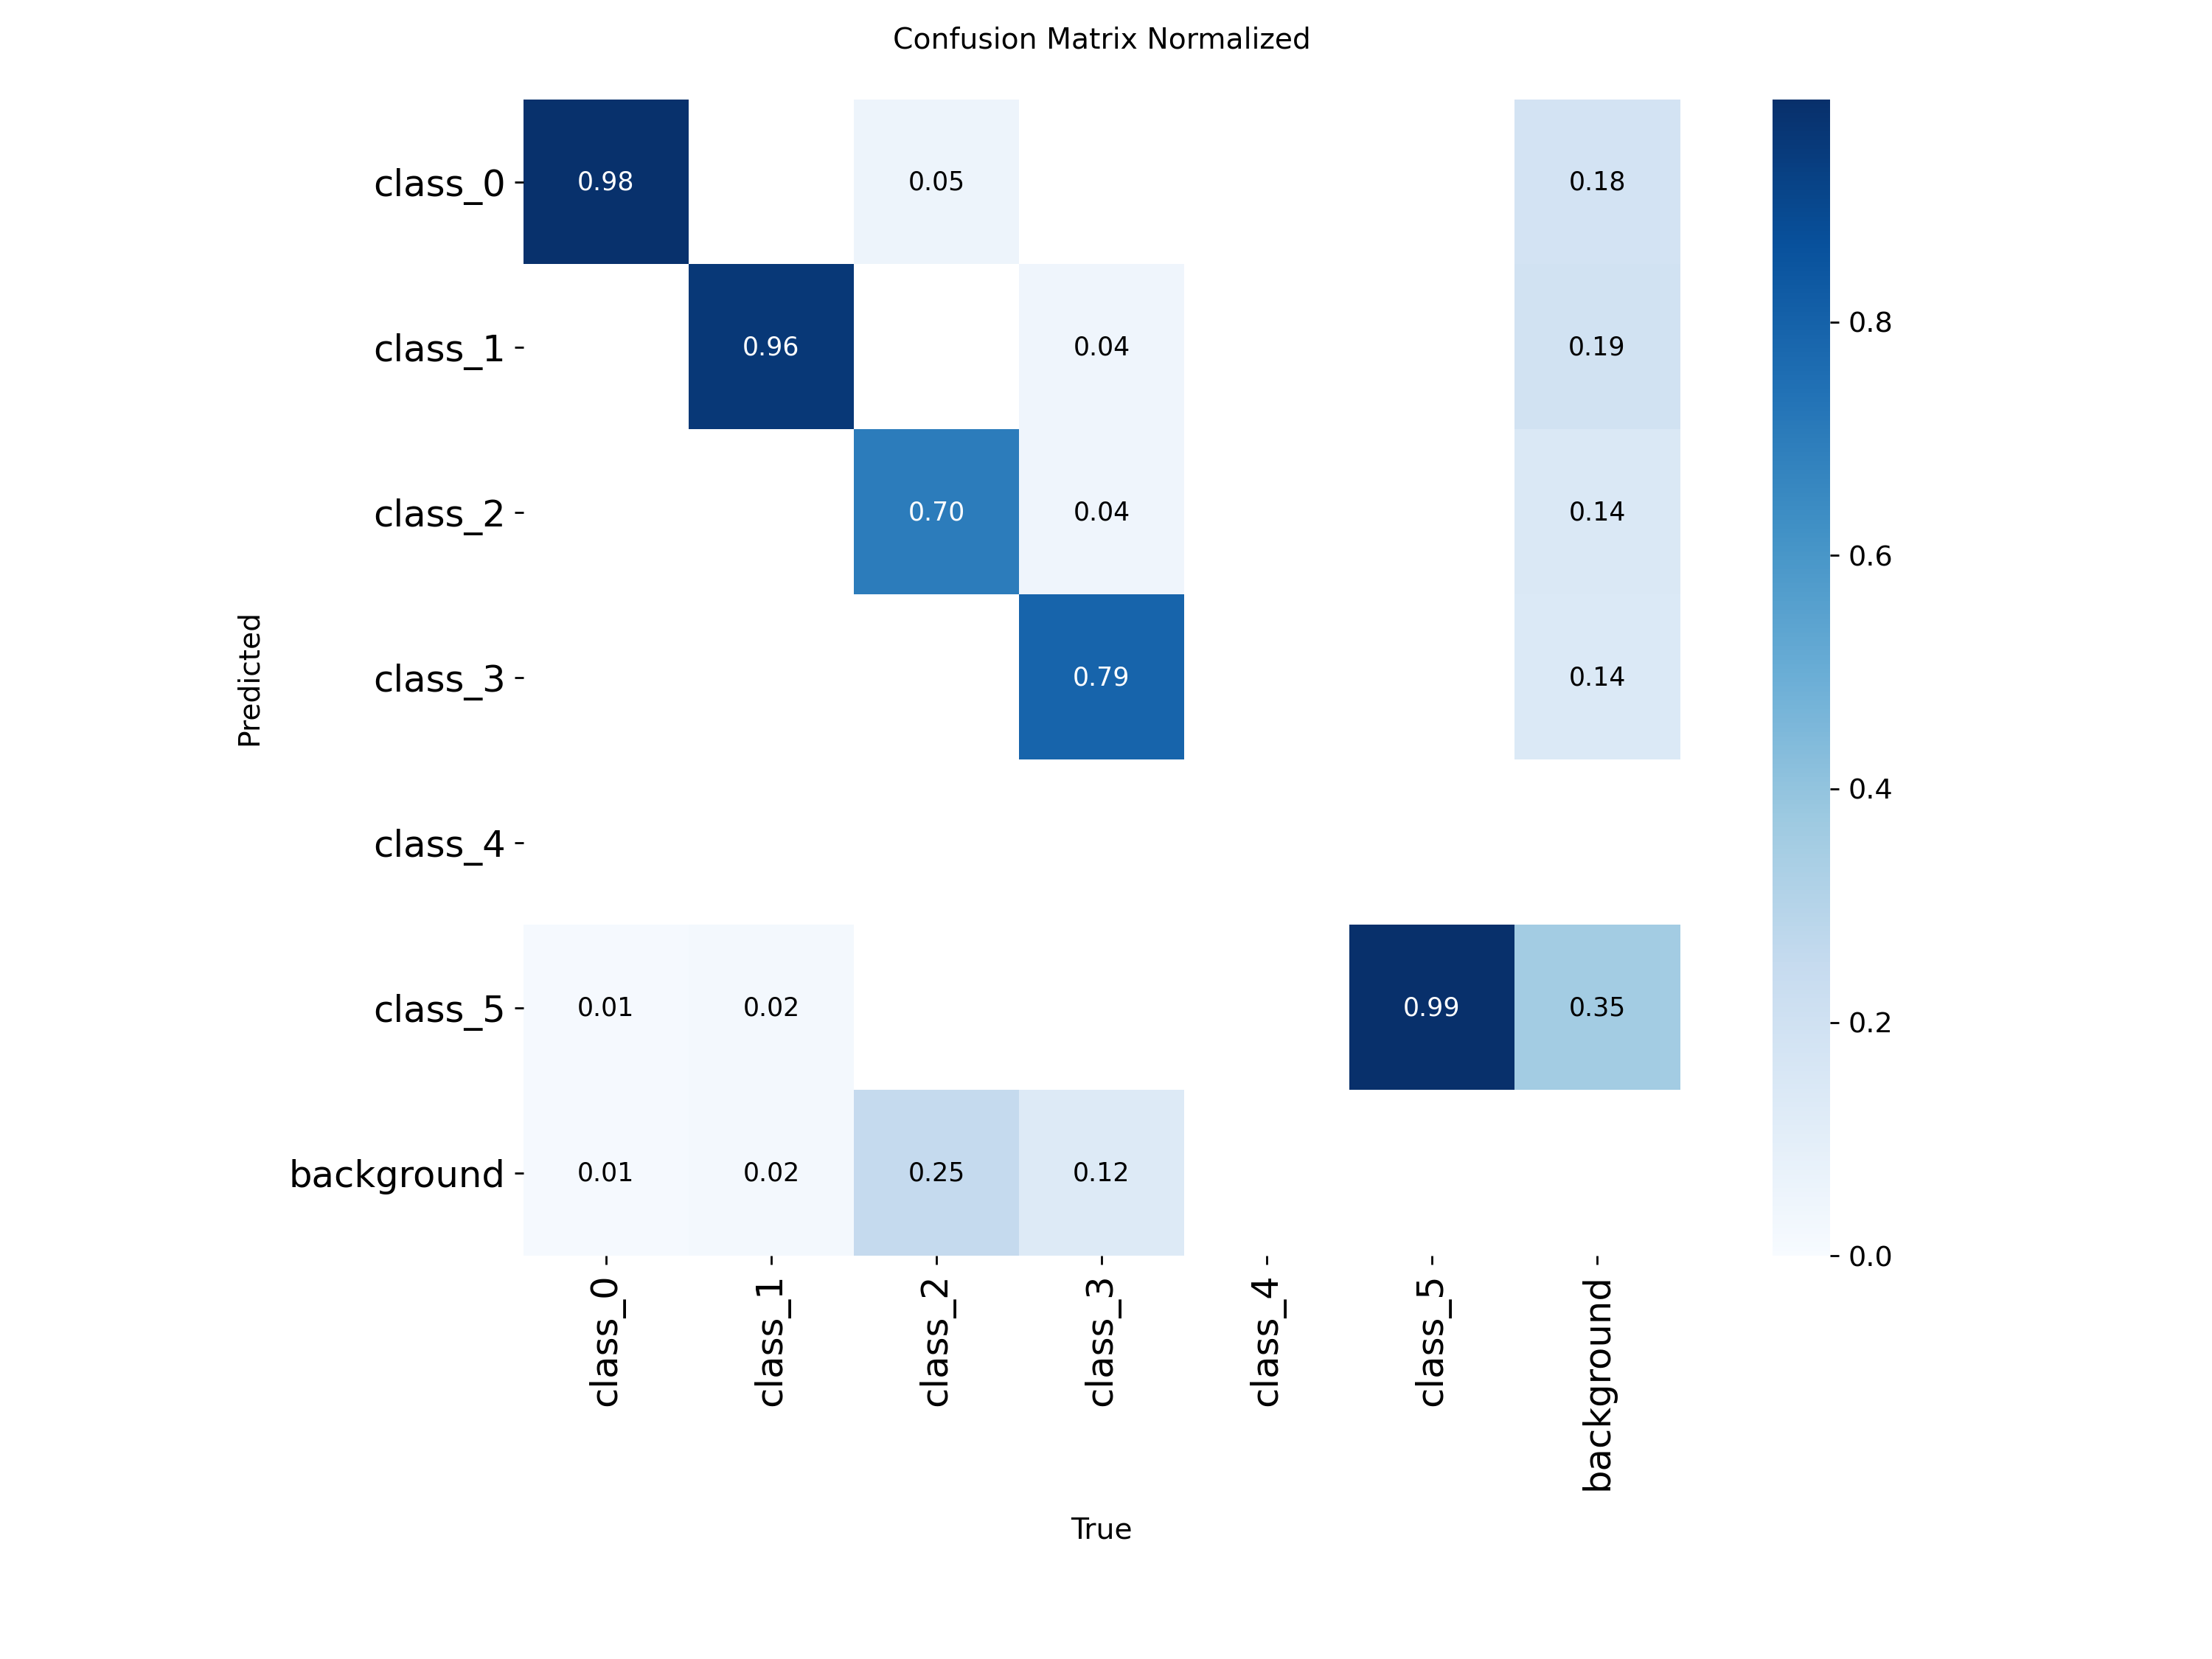 Confusion Matrix Normalized
class_0 0.98 0.05 0.18
class_1 0.96 0.04 0.19
class_2 0.70 0.04 0.14
class_3 0.79 0.14
class_4
class_5 0.01 0.02 0.99 0.35
background 0.01 0.02 0.25 0.12
Predicted
class_0 class_1 class_2 class_3 class_4 class_5 background
True
0.8
0.6
0.4
0.2
0.0